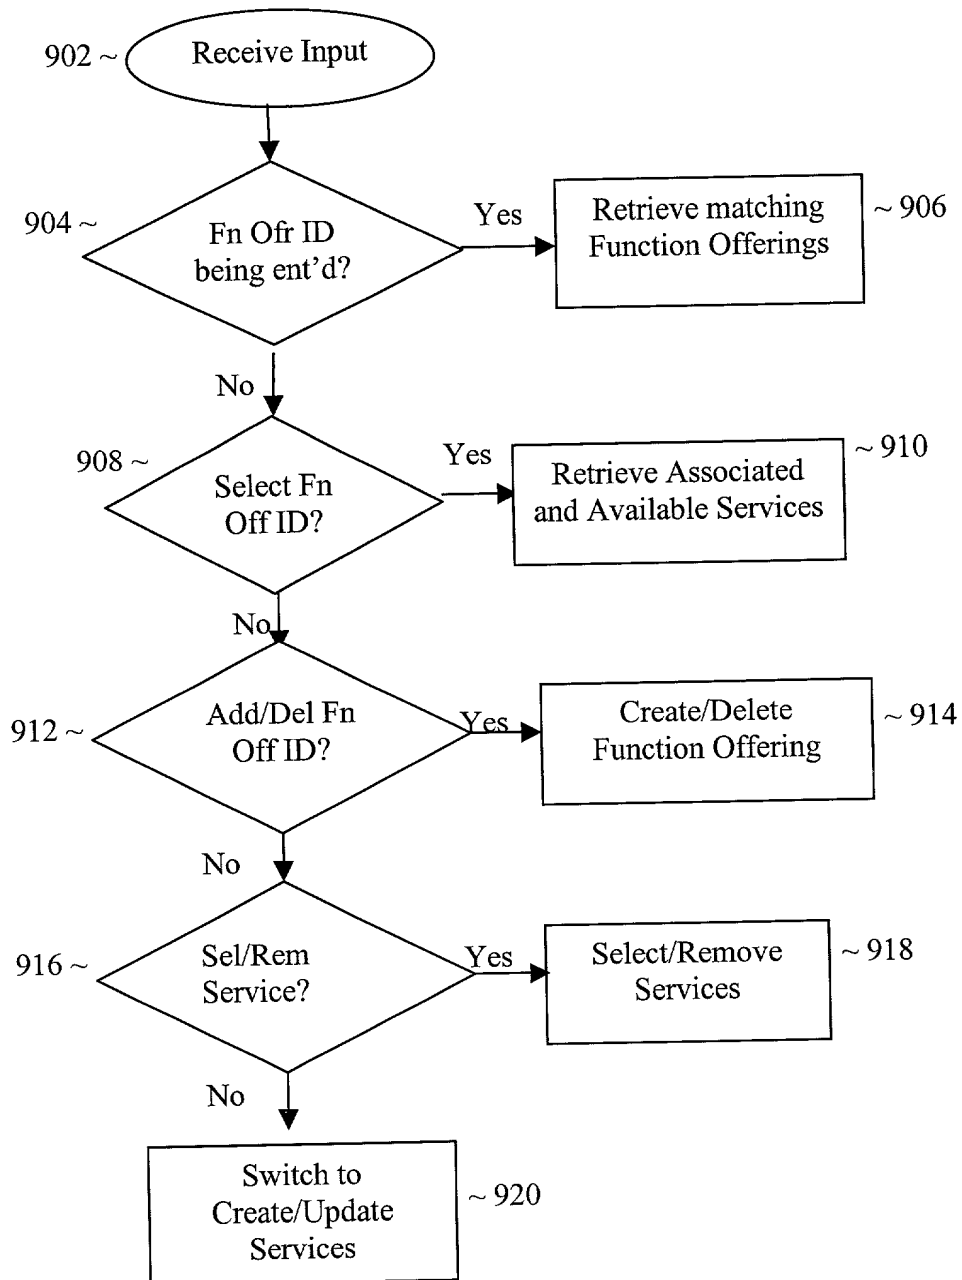 902 ~
Receive Input
904 ~
Fn Ofr ID
being ent'd?
Yes
Retrieve matching
Function Offerings
~ 906
No
908 ~
Select Fn
Off ID?
Yes
Retrieve Associated
and Available Services
~ 910
No
912 ~
Add/Del Fn
Off ID?
Yes
Create/Delete
Function Offering
~ 914
No
916 ~
Sel/Rem
Service?
Yes
Select/Remove
Services
~ 918
No
Switch to
Create/Update
Services
~ 920